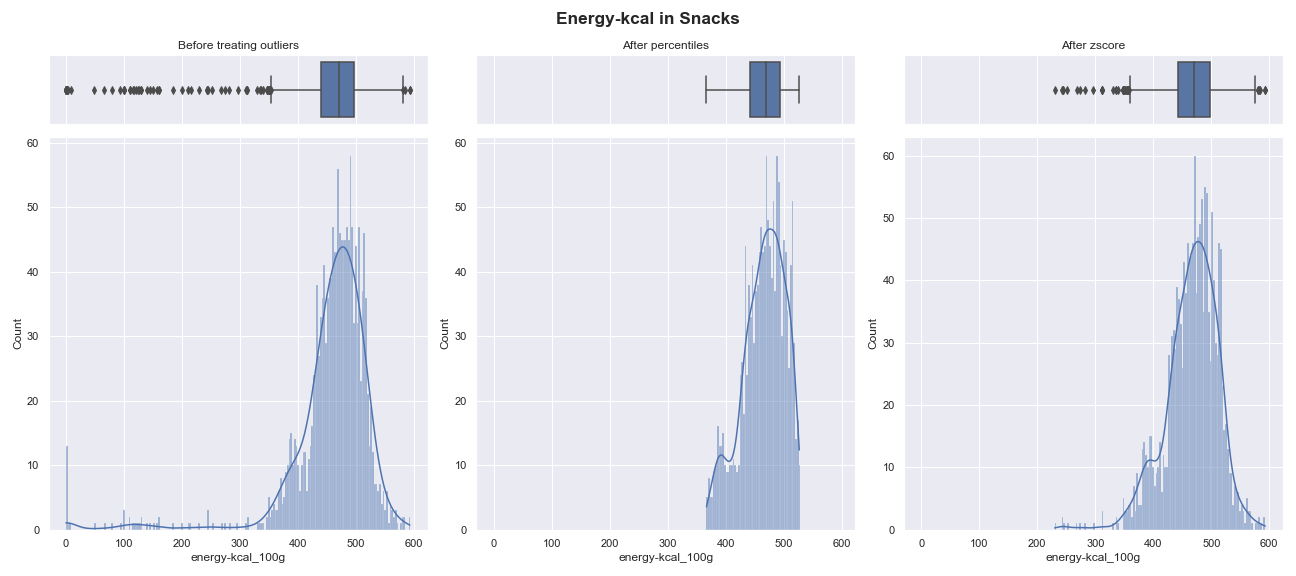 Energy-kcal in Snacks
Before treating outliers
After percentiles
After zscore
60
50
40
30
20
10
0
Count
0 100 200 300 400 500 600
energy-kcal_100g
60
50
40
30
20
10
0
Count
0 100 200 300 400 500 600
energy-kcal_100g
60
50
40
30
20
10
0
Count
0 100 200 300 400 500 600
energy-kcal_100g